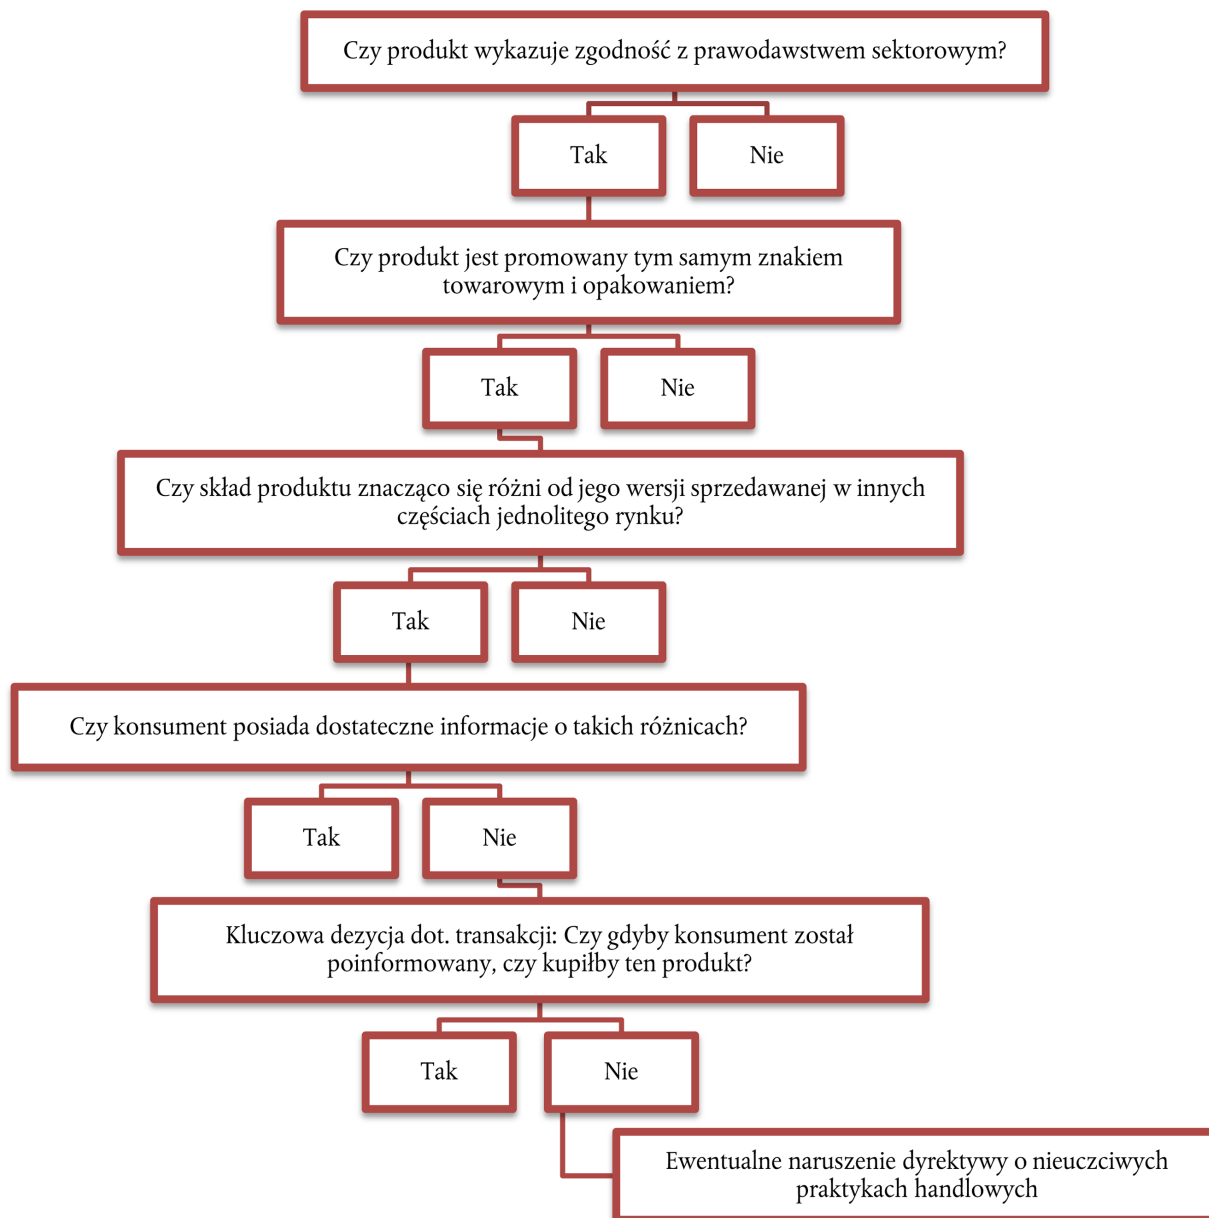 Czy produkt wykazuje zgodność z prawodawstwem sektorowym?
Tak
Nie
Czy produkt jest promowany tym samym znakiem
towarowym i opakowaniem?
Tak
Nie
Czy skład produktu znacząco się różni od jego wersji sprzedawanej w innych
częściach jednolitego rynku?
Tak
Nie
Czy konsument posiada dostateczne informacje o takich różnicach?
Tak
Nie
Kluczowa dezycja dot. transakcji: Czy gdyby konsument został
poinformowany, czy kupiłby ten produkt?
Tak
Nie
Ewentualne naruszenie dyrektywy o nieuczciwych
praktykach handlowych